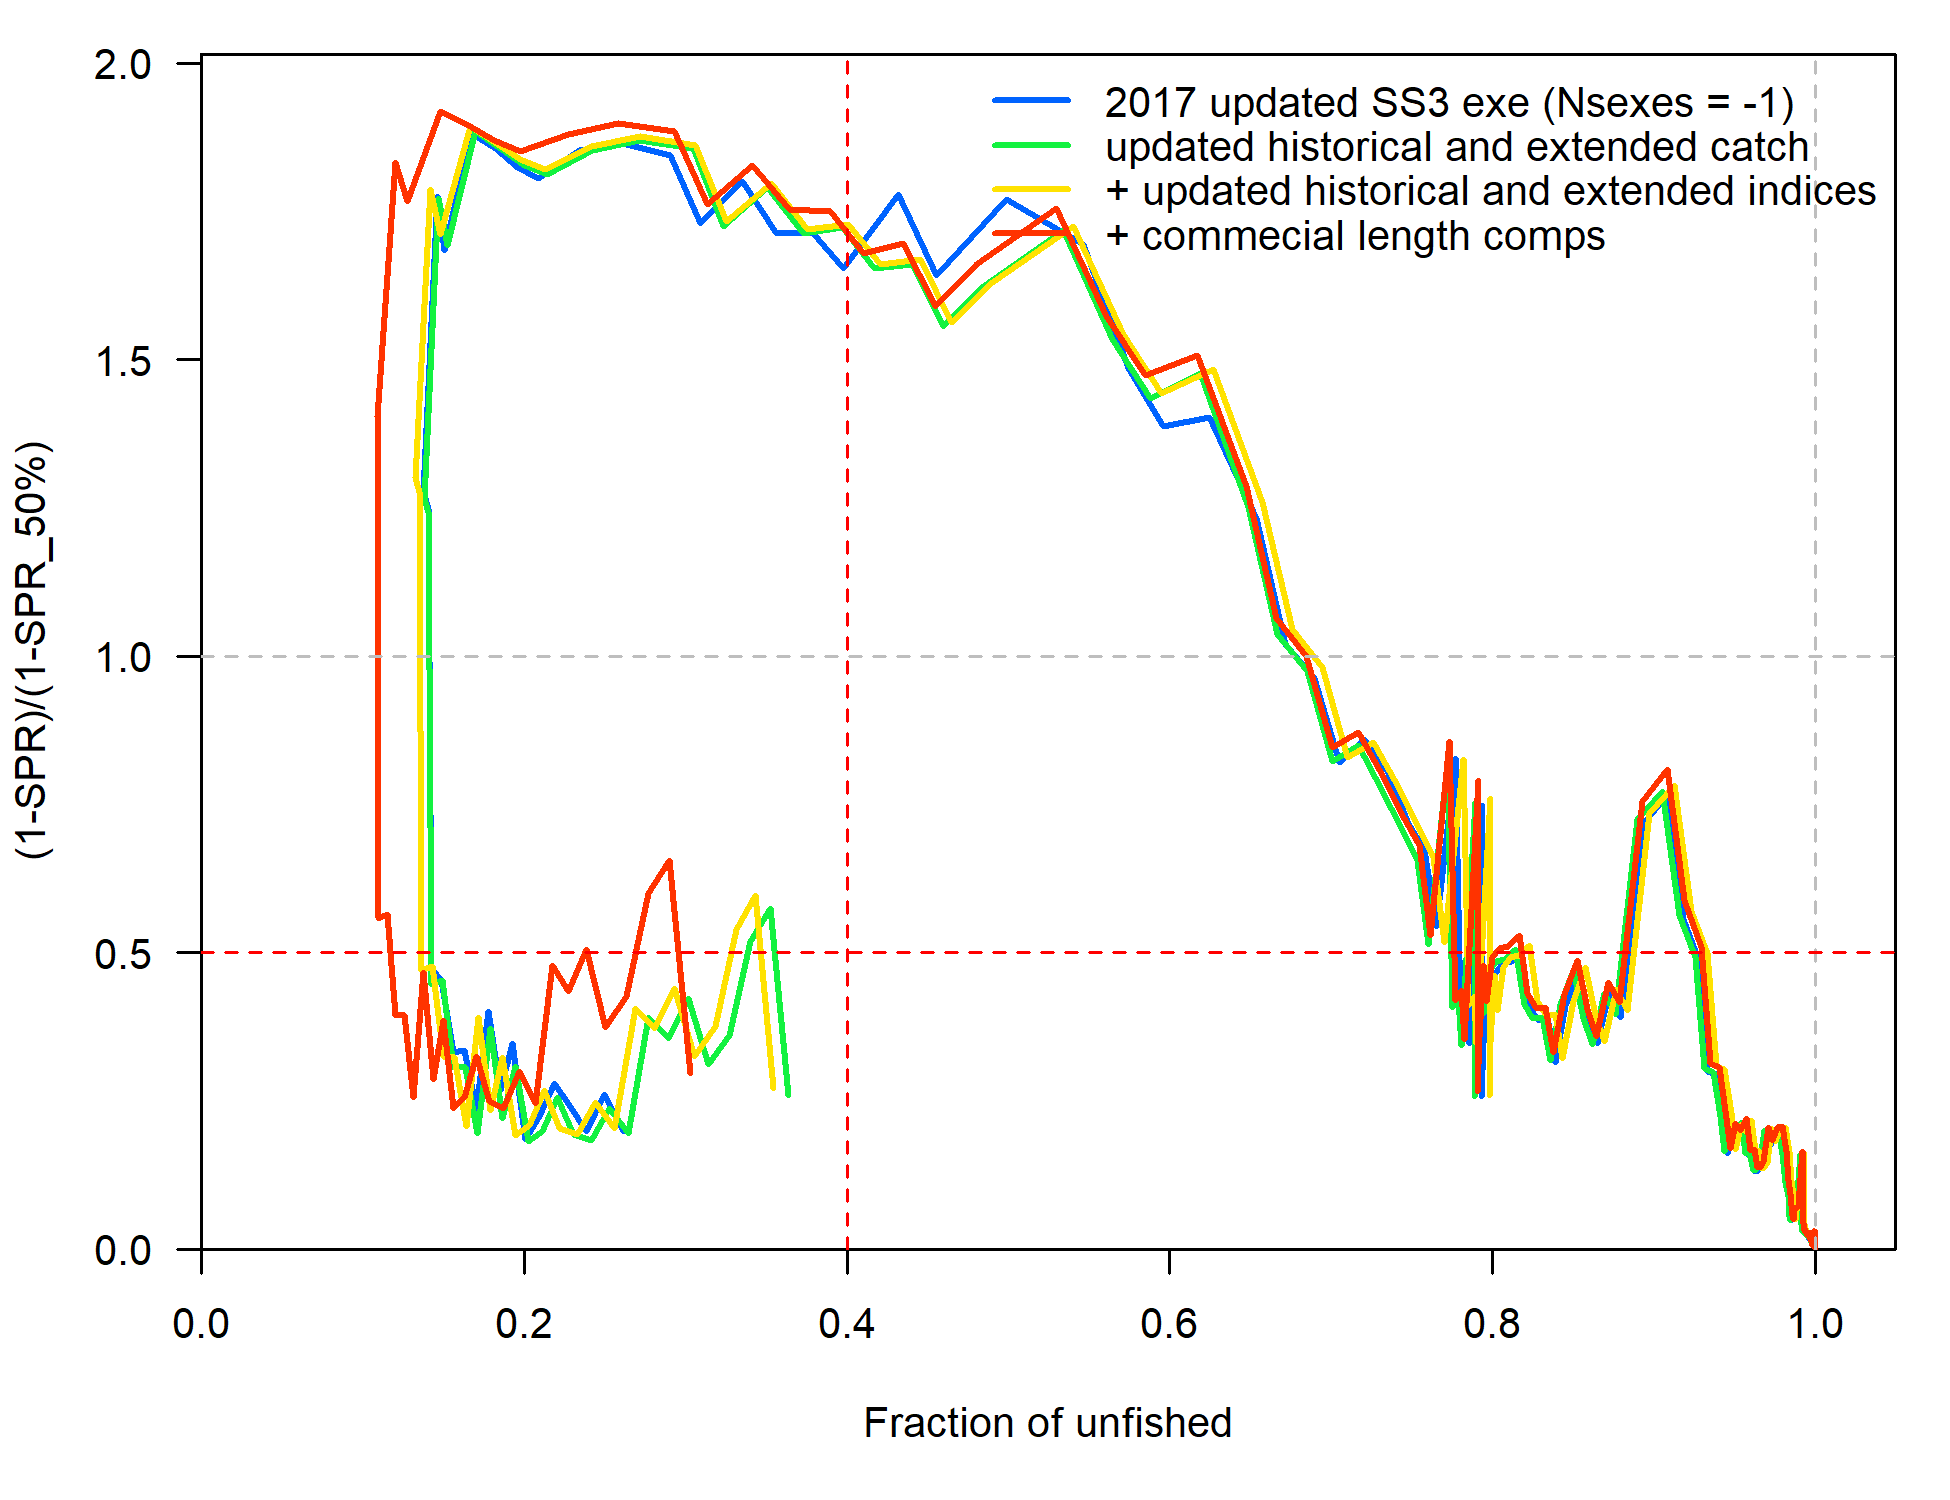 2017 updated SS3 exe (Nsexes = -1)
updated historical and extended catch
+ updated historical and extended indices
+ commecial length comps
(1-SPR)/(1-SPR_50%)
2.0
1.5
1.0
0.5
0.0
0.0 0.2 0.4 0.6 0.8 1.0
Fraction of unfished